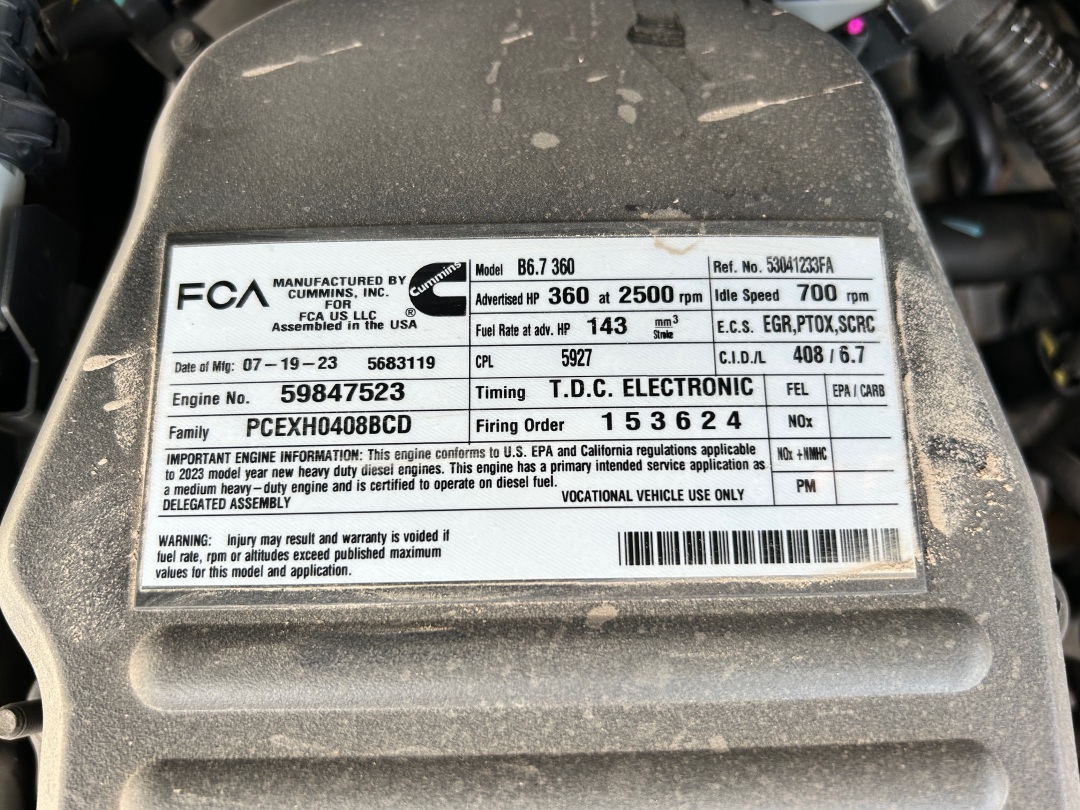 FCA
MANUFACTURED BY
CUMMINS, INC.
FOR
FCA US LLC
Assembled in the USA
Cummins
®
Model B6.7 360
Ref. No. 53041233FA
Advertised HP 360 at 2500 rpm
Idle Speed 700 rpm
Fuel Rate at adv. HP 143 mm³
Stroke
E.C.S. EGR,PTOX,SCRC
Date of Mfg: 07-19-23 5683119
CPL 5927
C.I.D./L 408 / 6.7
Engine No. 59847523
Timing T.D.C. ELECTRONIC
FEL EPA / CARB
Family PCEXH0408BCD
Firing Order 1 5 3 6 2 4
NOx
NOx +NMHC
PM
IMPORTANT ENGINE INFORMATION: This engine conforms to U.S. EPA and California regulations applicable
to 2023 model year new heavy duty diesel engines. This engine has a primary intended service application as
a medium heavy-duty engine and is certified to operate on diesel fuel.
DELEGATED ASSEMBLY VOCATIONAL VEHICLE USE ONLY
WARNING: Injury may result and warranty is voided if
fuel rate, rpm or altitudes exceed published maximum
values for this model and application.